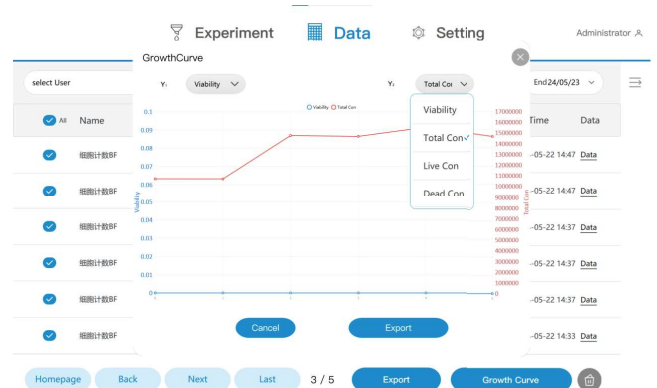 Experiment Data Setting Administrator
GrowthCurve
select User Y₁ Viability Total Con End24/05/23
Viability Total Con
All Name Time Data
Viability
Total Con
Live Con
Dead Con
0.1
0.09
0.08
0.07
0.06
0.05
0.04
0.03
0.02
0.01
0
Viability
17000000
16000000
15000000
14000000
13000000
12000000
11000000
10000000
9000000
8000000
7000000
6000000
5000000
4000000
3000000
2000000
1000000
0
Total Con
细胞计数BF -05-22 14:47 Data
细胞计数BF -05-22 14:47 Data
细胞计数BF -05-22 14:37 Data
细胞计数BF -05-22 14:37 Data
细胞计数BF -05-22 14:37 Data
细胞计数BF -05-22 14:33 Data
Cancel Export
Homepage Back Next Last 3 / 5 Export Growth Curve